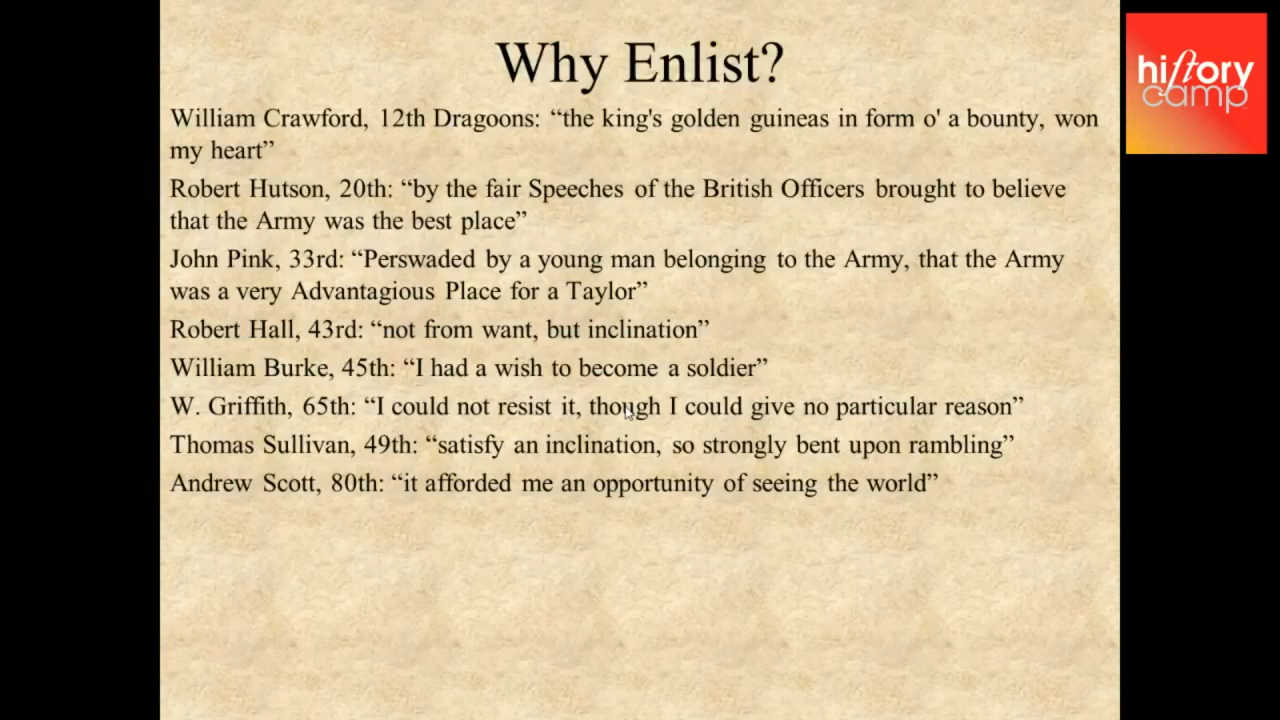 Why Enlist?
hiſtory
camp
William Crawford, 12th Dragoons: “the king's golden guineas in form o' a bounty, won
my heart”
Robert Hutson, 20th: “by the fair Speeches of the British Officers brought to believe
that the Army was the best place”
John Pink, 33rd: “Perswaded by a young man belonging to the Army, that the Army
was a very Advantagious Place for a Taylor”
Robert Hall, 43rd: “not from want, but inclination”
William Burke, 45th: “I had a wish to become a soldier”
W. Griffith, 65th: “I could not resist it, though I could give no particular reason”
Thomas Sullivan, 49th: “satisfy an inclination, so strongly bent upon rambling”
Andrew Scott, 80th: “it afforded me an opportunity of seeing the world”